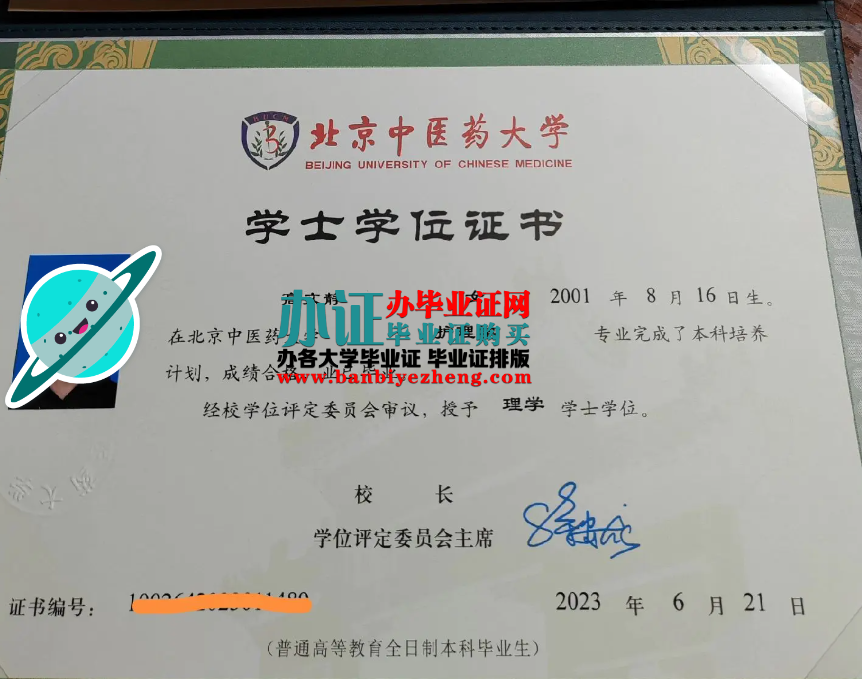 BUCM
北京中医药大学
BEIJING UNIVERSITY OF CHINESE MEDICINE
学士学位证书
女 2001 年 8 月 16 日生。
在北京中医药 护理 专业完成了本科培养
计划，成绩合格
经校学位评定委员会审议，授予 理学 学士学位。
办证 办毕业证网
毕业证购买
办各大学毕业证 毕业证排版
www.banbiyezheng.com
校 长
学位评定委员会主席
证书编号：
2023 年 6 月 21 日
（普通高等教育全日制本科毕业生）